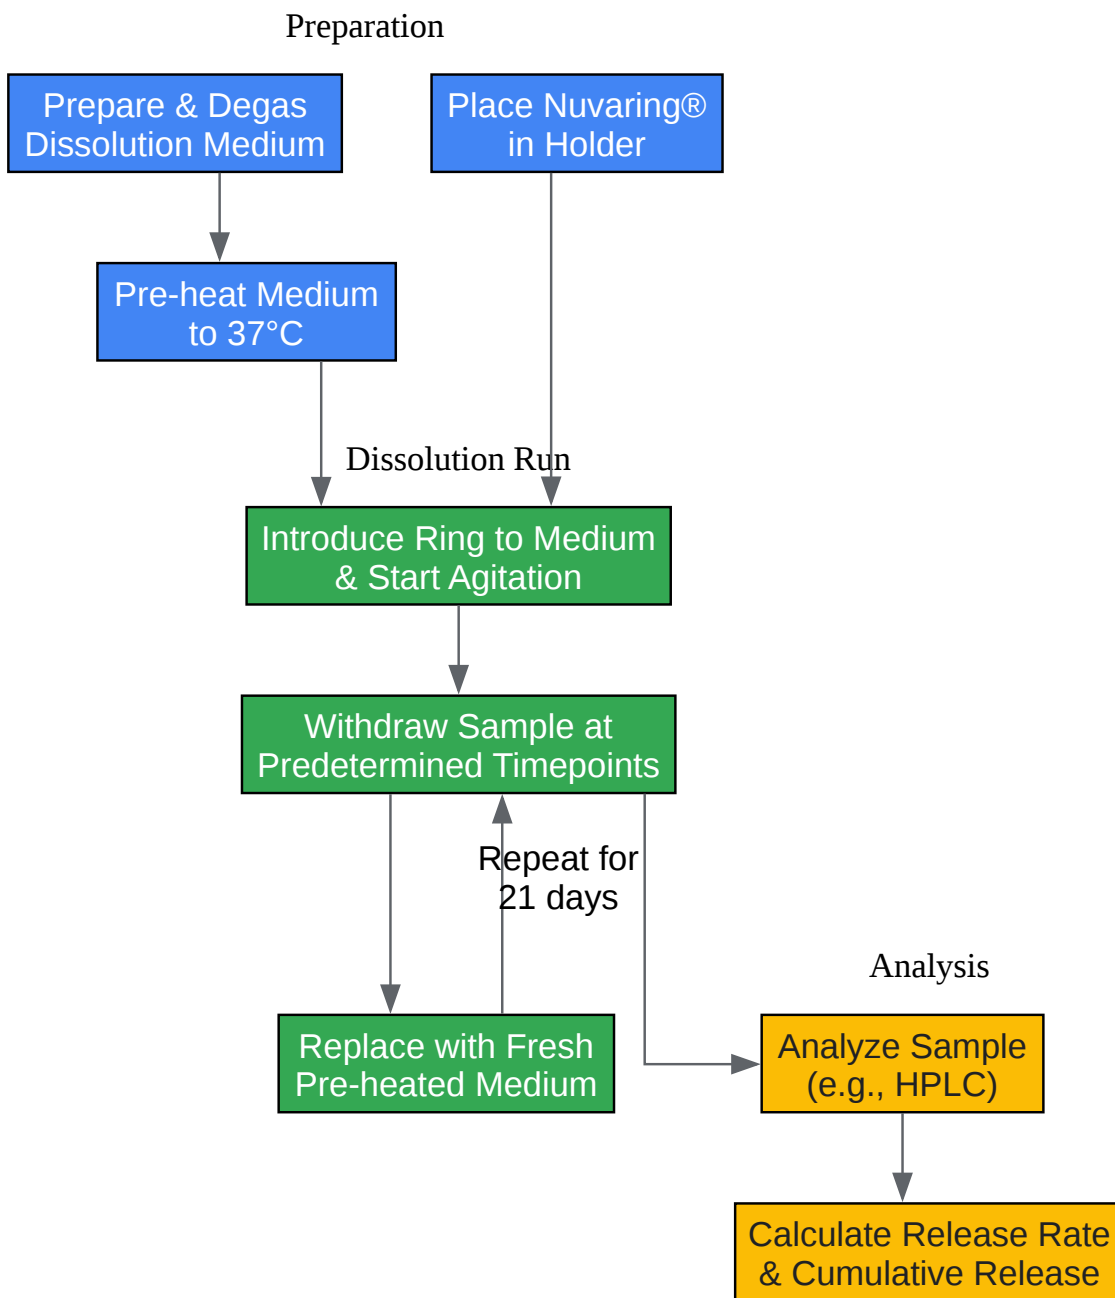 Preparation
Prepare & Degas
Dissolution Medium
Place Nuvaring®
in Holder
Pre-heat Medium
to 37°C
Dissolution Run
Introduce Ring to Medium
& Start Agitation
Withdraw Sample at
Predetermined Timepoints
Repeat for
21 days
Analysis
Replace with Fresh
Pre-heated Medium
Analyze Sample
(e.g., HPLC)
Calculate Release Rate
& Cumulative Release